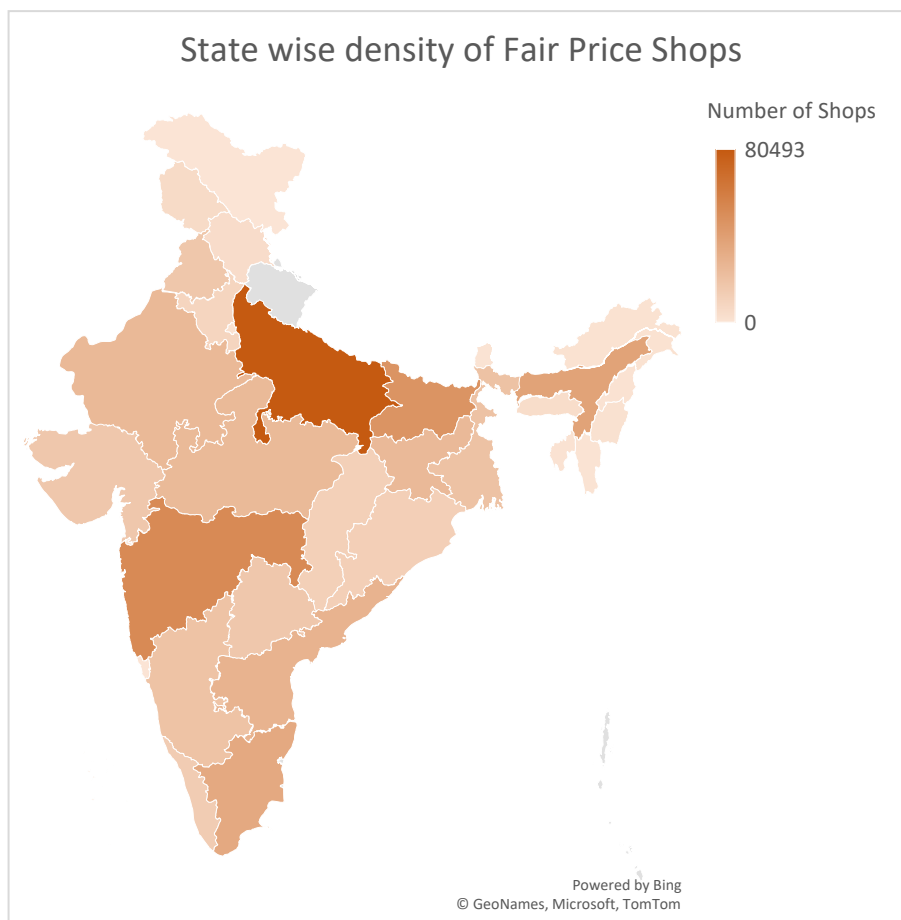 State wise density of Fair Price Shops
Number of Shops
80493
0
Powered by Bing
© GeoNames, Microsoft, TomTom